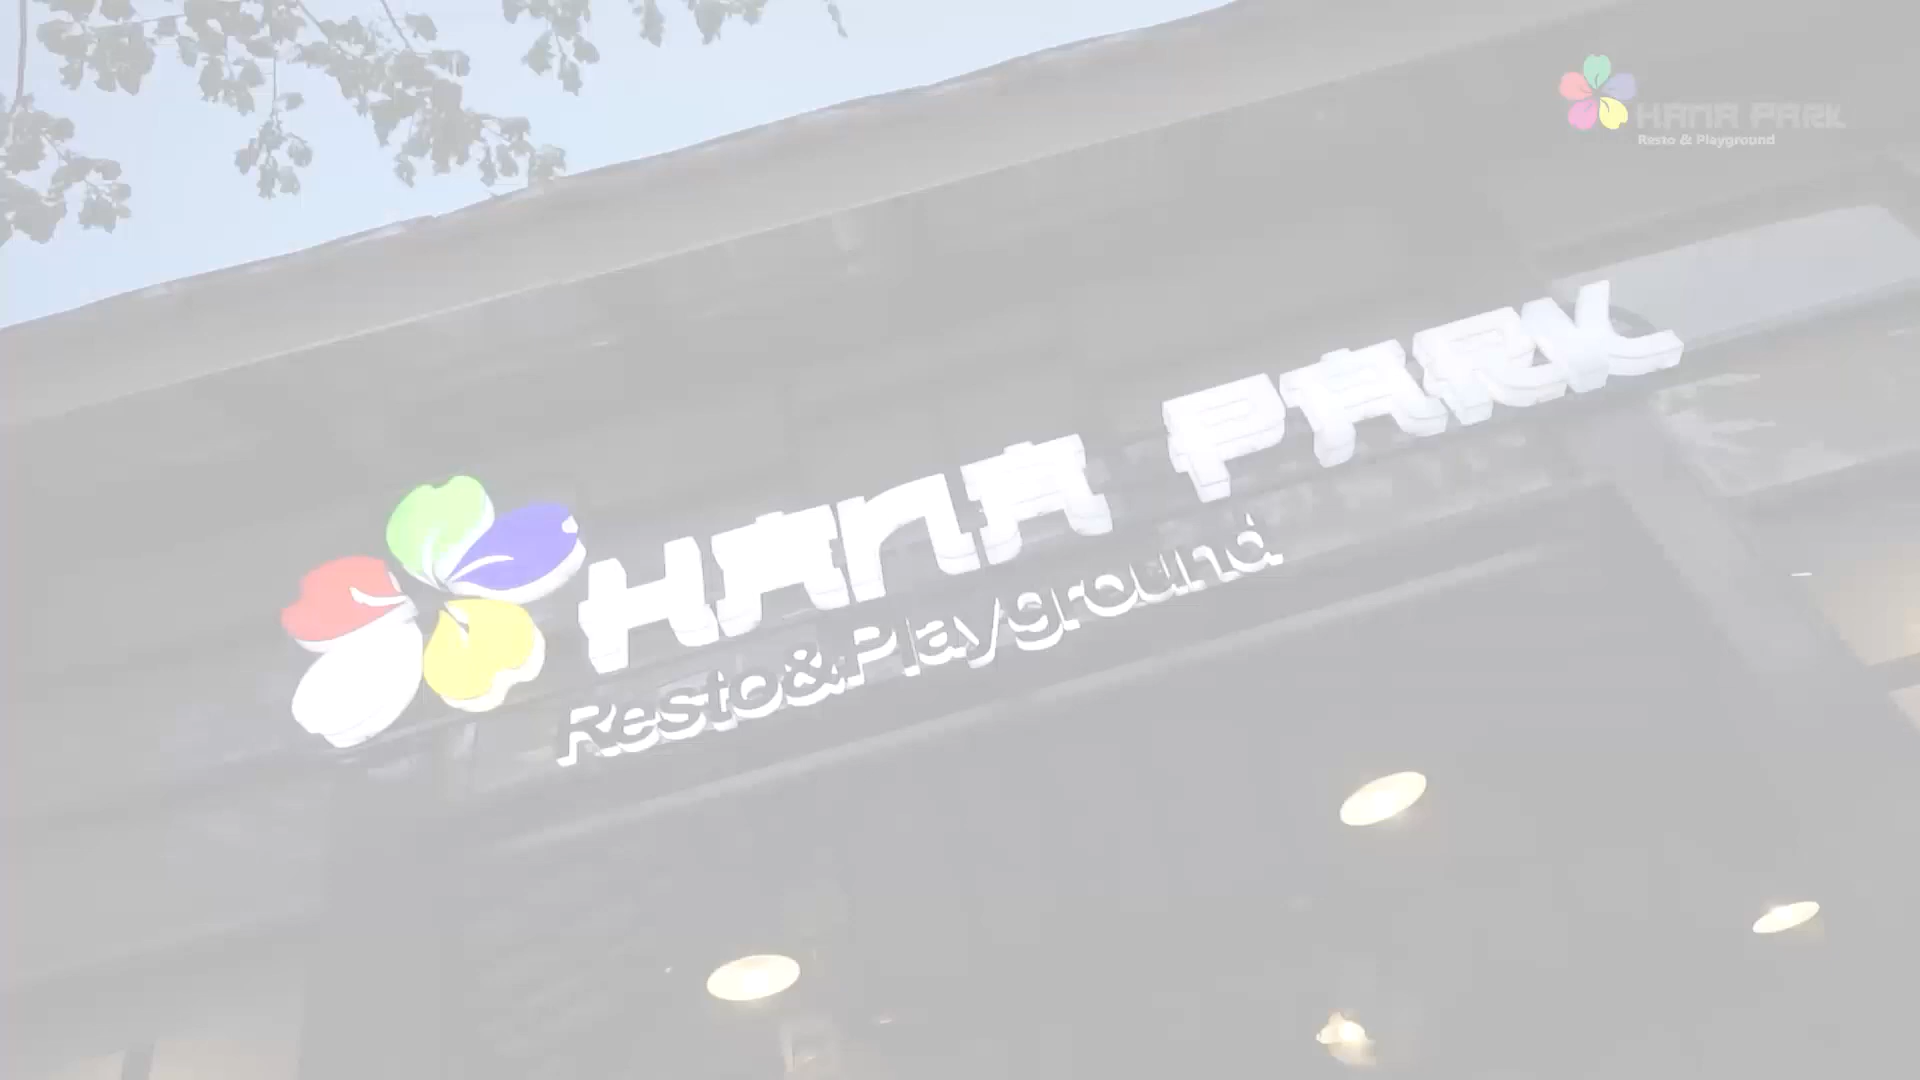 HANA PARK
Resto & Playground
HANA PARK
Resto&Playground